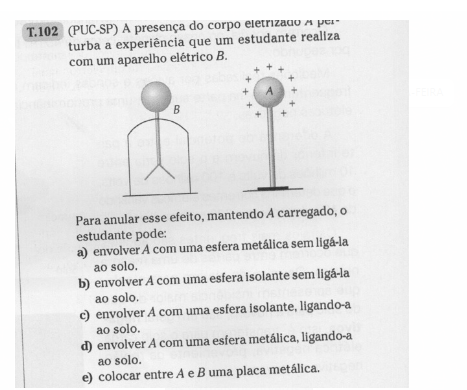 T.102 (PUC-SP) A presença do corpo eletrizado A per-
turba a experiência que um estudante realiza
com um aparelho elétrico B.
B
A
+ + + + + + + + + + + + +
Para anular esse efeito, mantendo A carregado, o
estudante pode:
a) envolver A com uma esfera metálica sem ligá-la
ao solo.
b) envolver A com uma esfera isolante sem ligá-la
ao solo.
c) envolver A com uma esfera isolante, ligando-a
ao solo.
d) envolver A com uma esfera metálica, ligando-a
ao solo.
e) colocar entre A e B uma placa metálica.